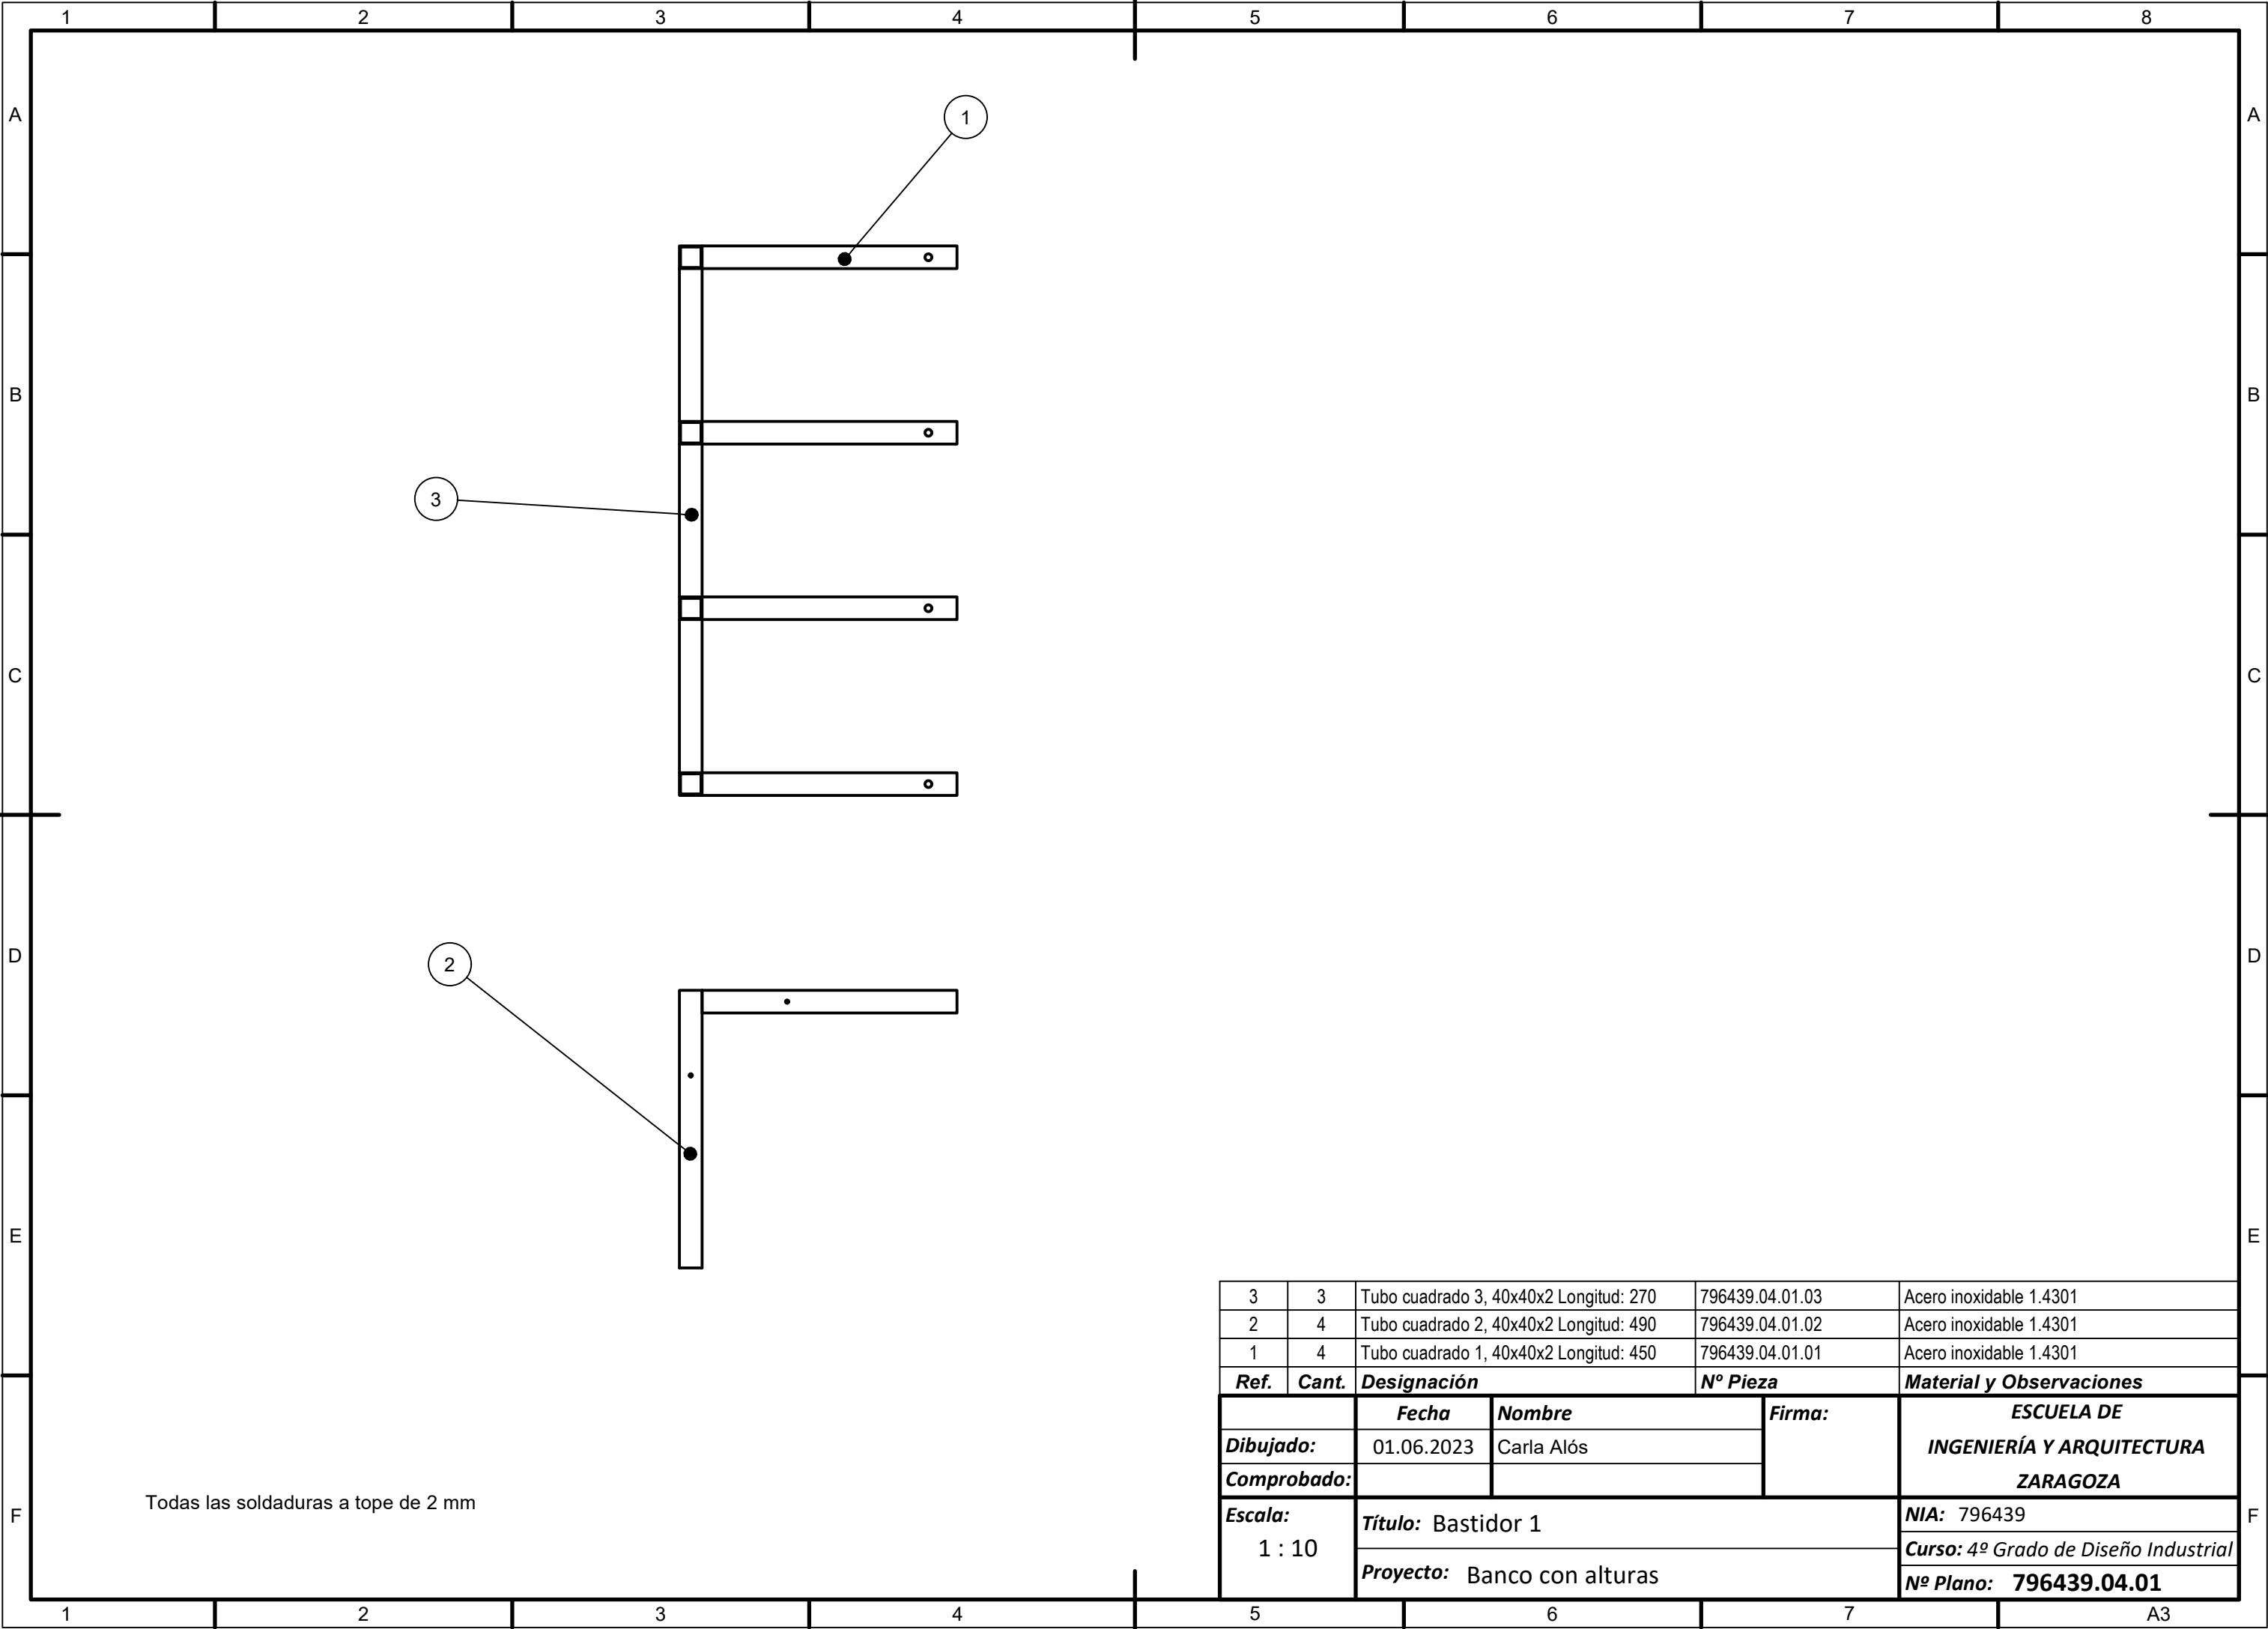 1 2 3 4 5 6 7 8
A A
1
B B
3
C C
2
D D
E E
3 3 Tubo cuadrado 3, 40x40x2 Longitud: 270 796439.04.01.03 Acero inoxidable 1.4301
2 4 Tubo cuadrado 2, 40x40x2 Longitud: 490 796439.04.01.02 Acero inoxidable 1.4301
1 4 Tubo cuadrado 1, 40x40x2 Longitud: 450 796439.04.01.01 Acero inoxidable 1.4301
Ref. Cant. Designación Nº Pieza Material y Observaciones
Fecha Nombre Firma: ESCUELA DE
Dibujado: 01.06.2023 Carla Alós INGENIERÍA Y ARQUITECTURA
Comprobado: ZARAGOZA
Todas las soldaduras a tope de 2 mm
F F
Escala: Título: Bastidor 1 NIA: 796439
1 : 10 Curso: 4º Grado de Diseño Industrial
Proyecto: Banco con alturas Nº Plano: 796439.04.01
1 2 3 4 5 6 7 A3